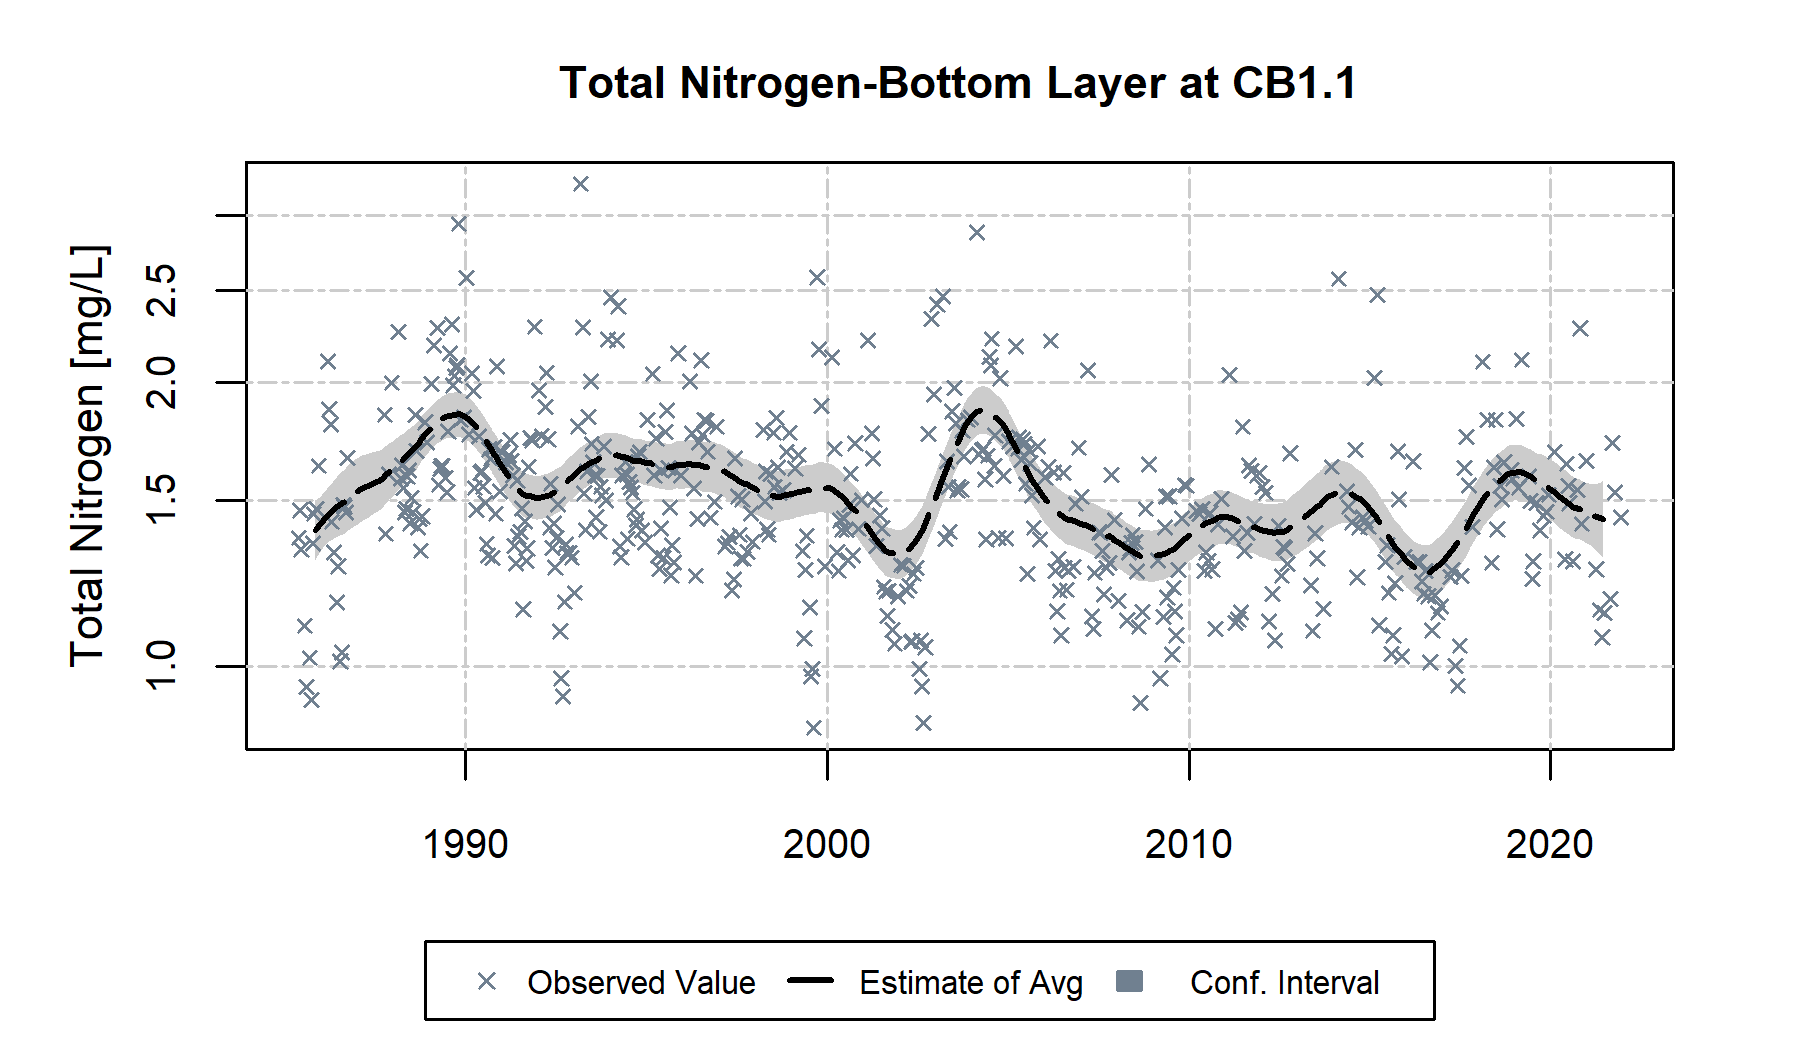 Total Nitrogen-Bottom Layer at CB1.1
Total Nitrogen [mg/L]
2.5
2.0
1.5
1.0
1990 2000 2010 2020
Observed Value Estimate of Avg Conf. Interval